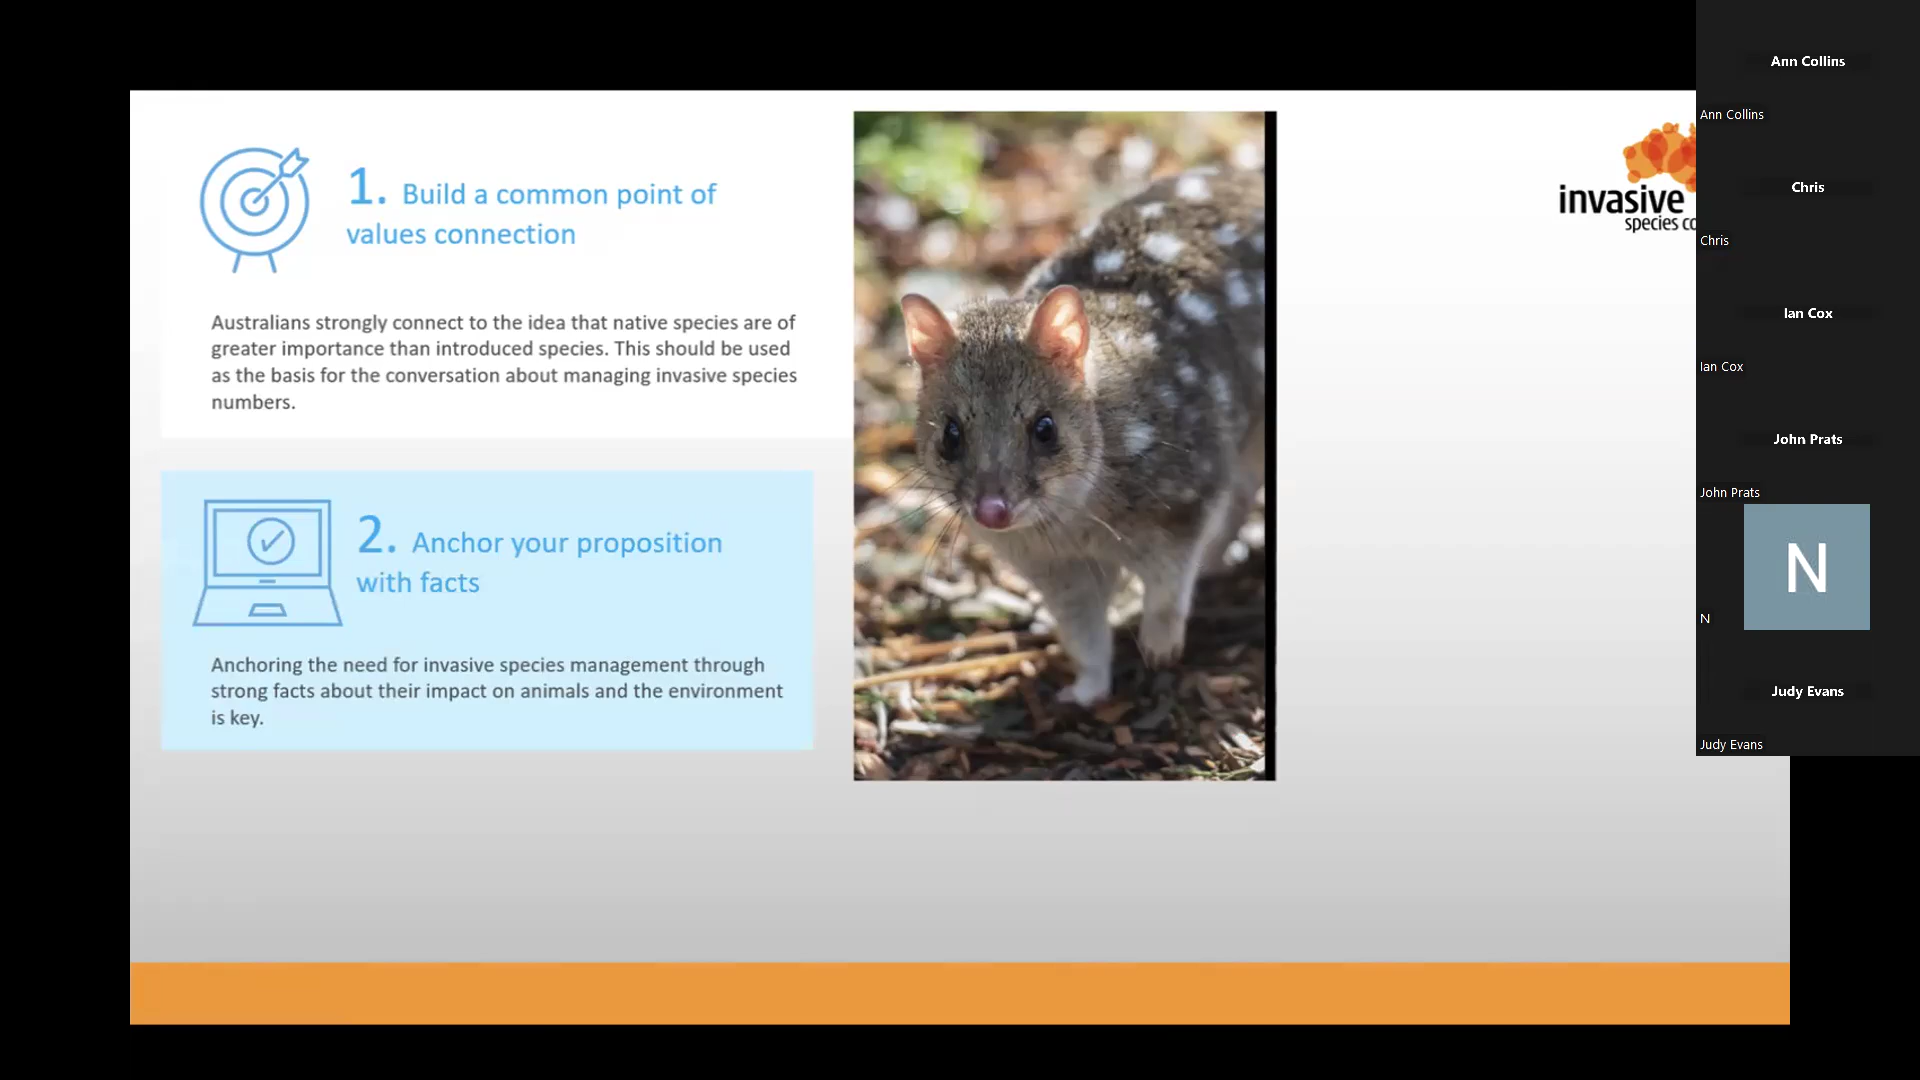 1. Build a common point of
values connection
Australians strongly connect to the idea that native species are of
greater importance than introduced species. This should be used
as the basis for the conversation about managing invasive species
numbers.
2. Anchor your proposition
with facts
Anchoring the need for invasive species management through
strong facts about their impact on animals and the environment
is key.
invasive
species co
Ann Collins
Ann Collins
Chris
Chris
Ian Cox
Ian Cox
John Prats
John Prats
N
N
Judy Evans
Judy Evans